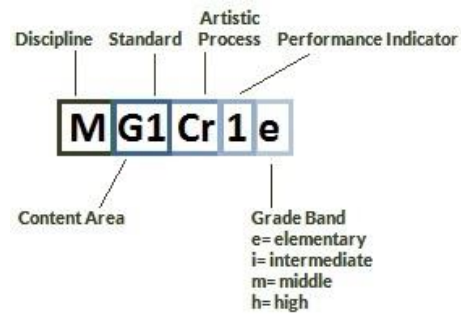 Artistic
Discipline Standard Process Performance Indicator
M G1 Cr 1 e
Content Area
Grade Band
e= elementary
i= intermediate
m= middle
h= high